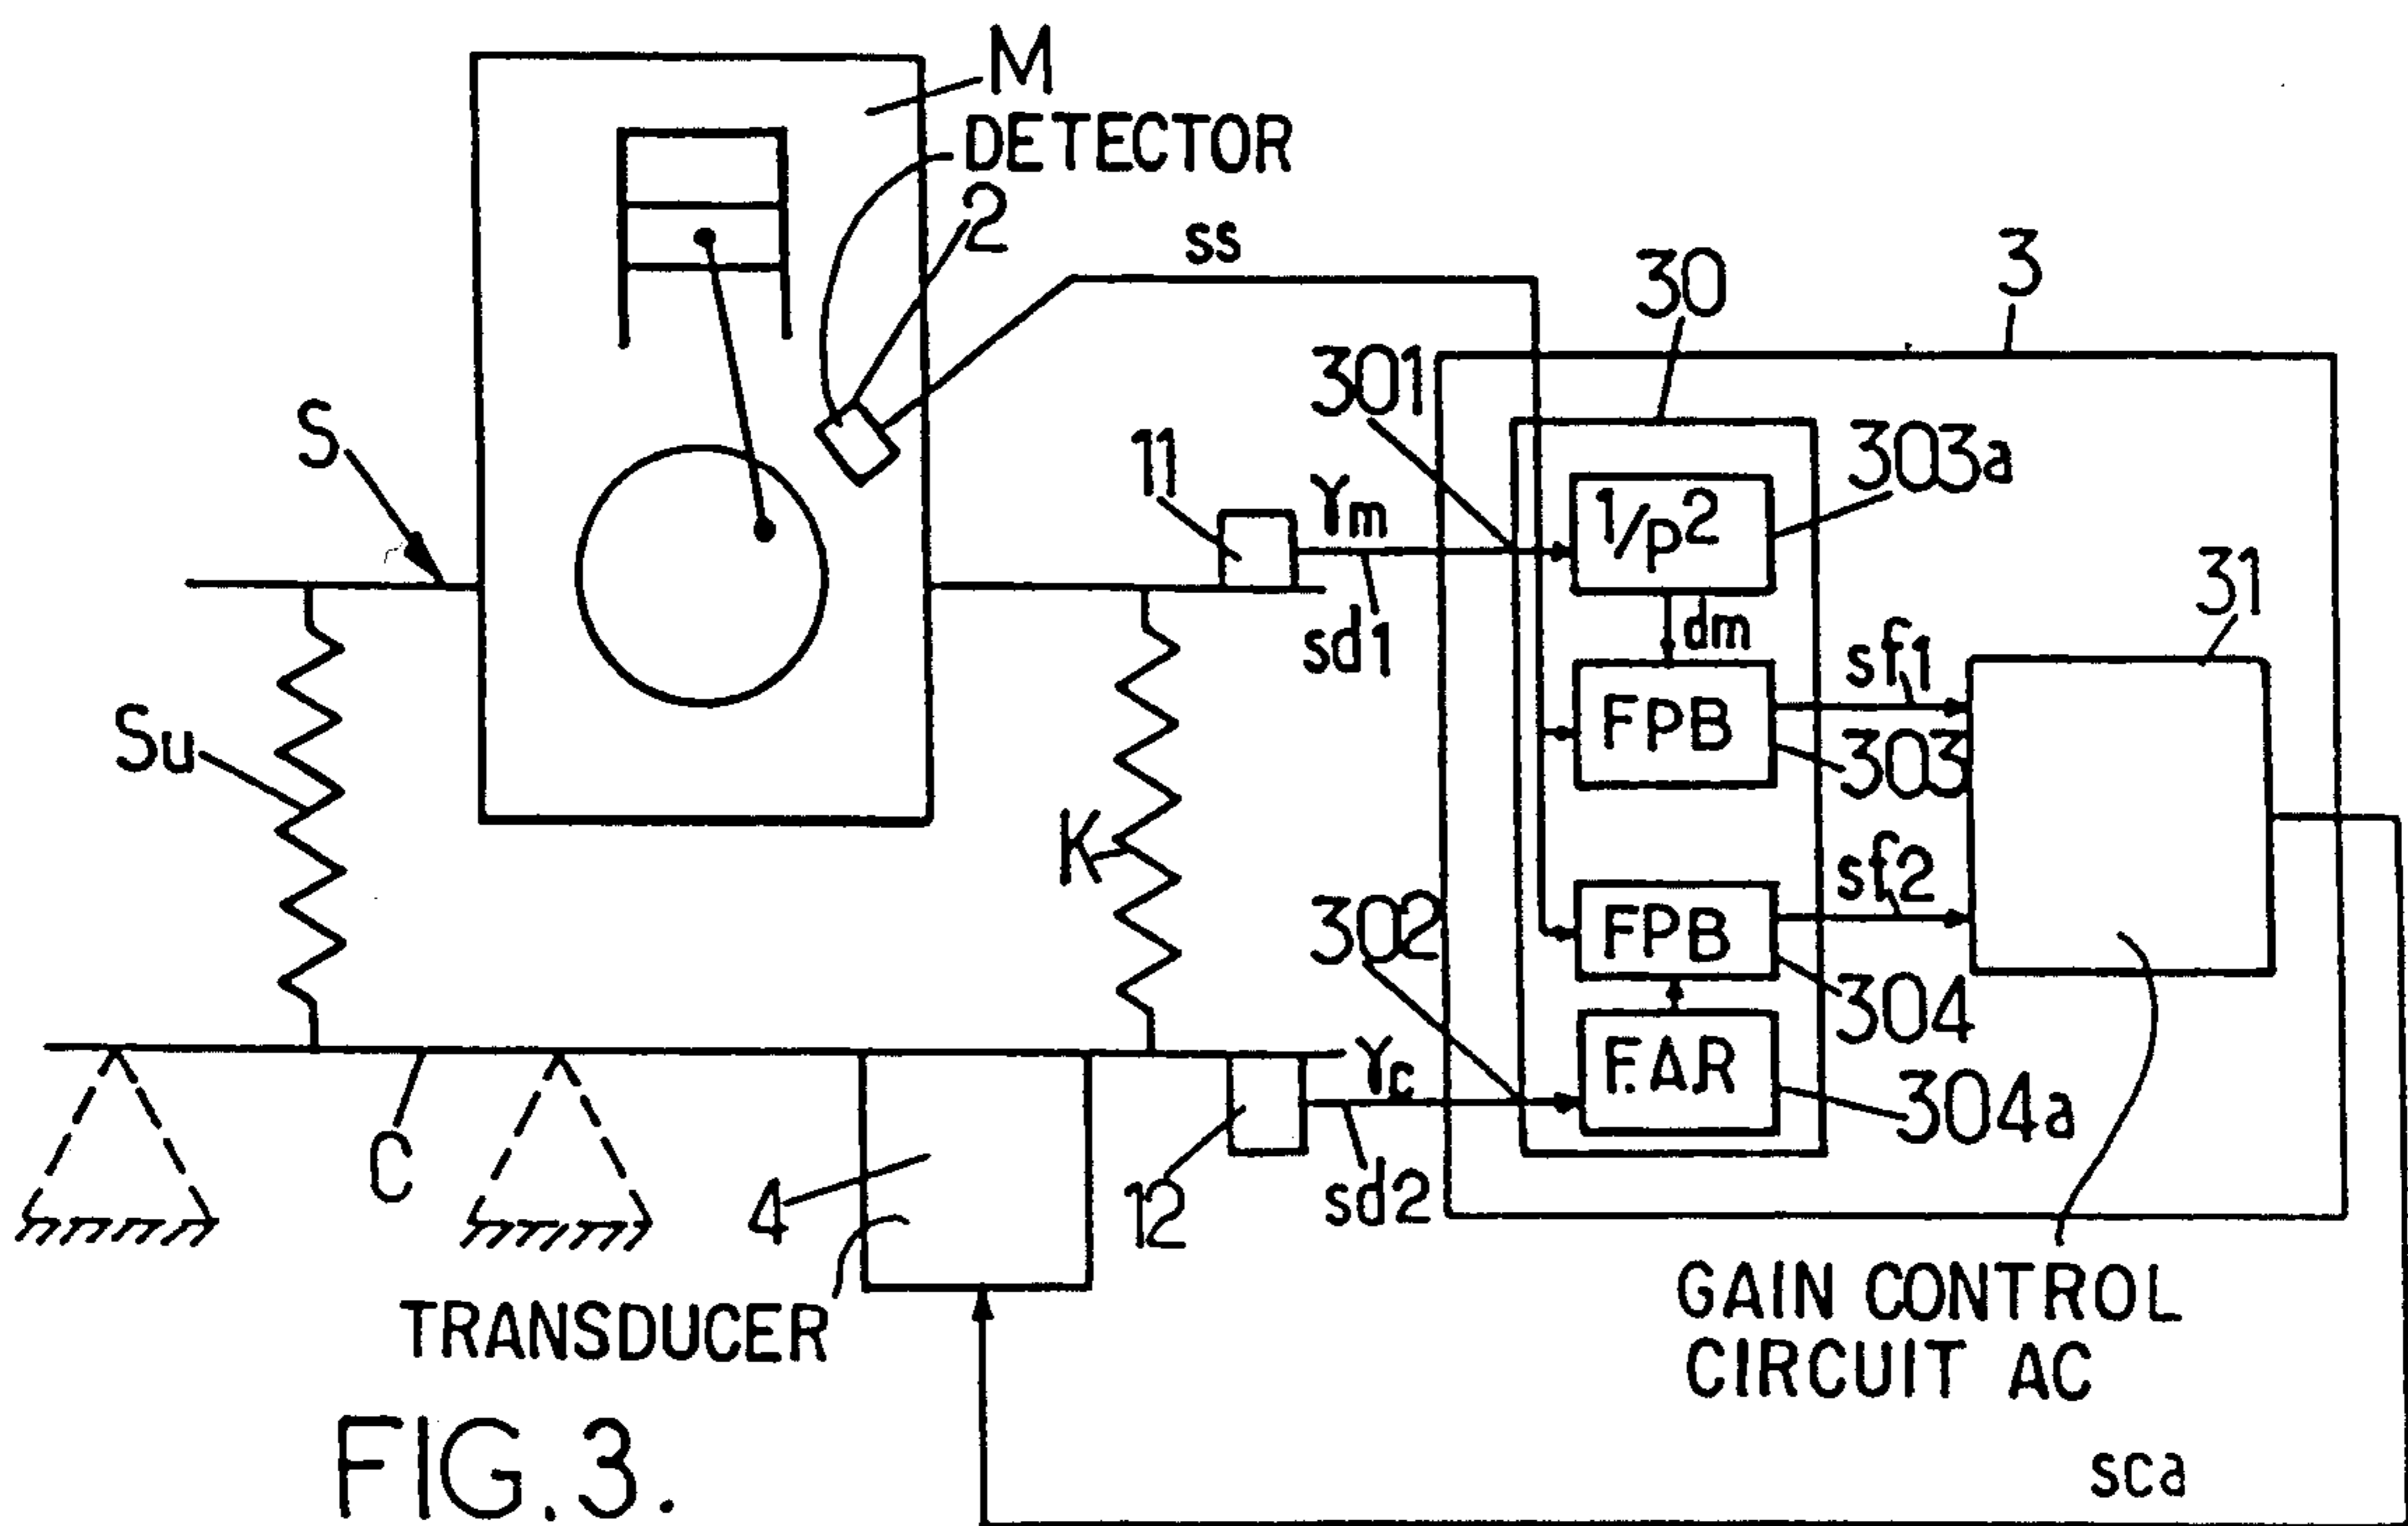 M
DETECTOR
2
ss
3
30
301
303a
S
11
γm
1/p2
31
sd1
dm
sf1
FPB
303
Su
K
sf2
302
FPB
304
γc
F.AR
304a
C
4
12
sd2
TRANSDUCER
GAIN CONTROL
CIRCUIT AC
sca
FIG.3.